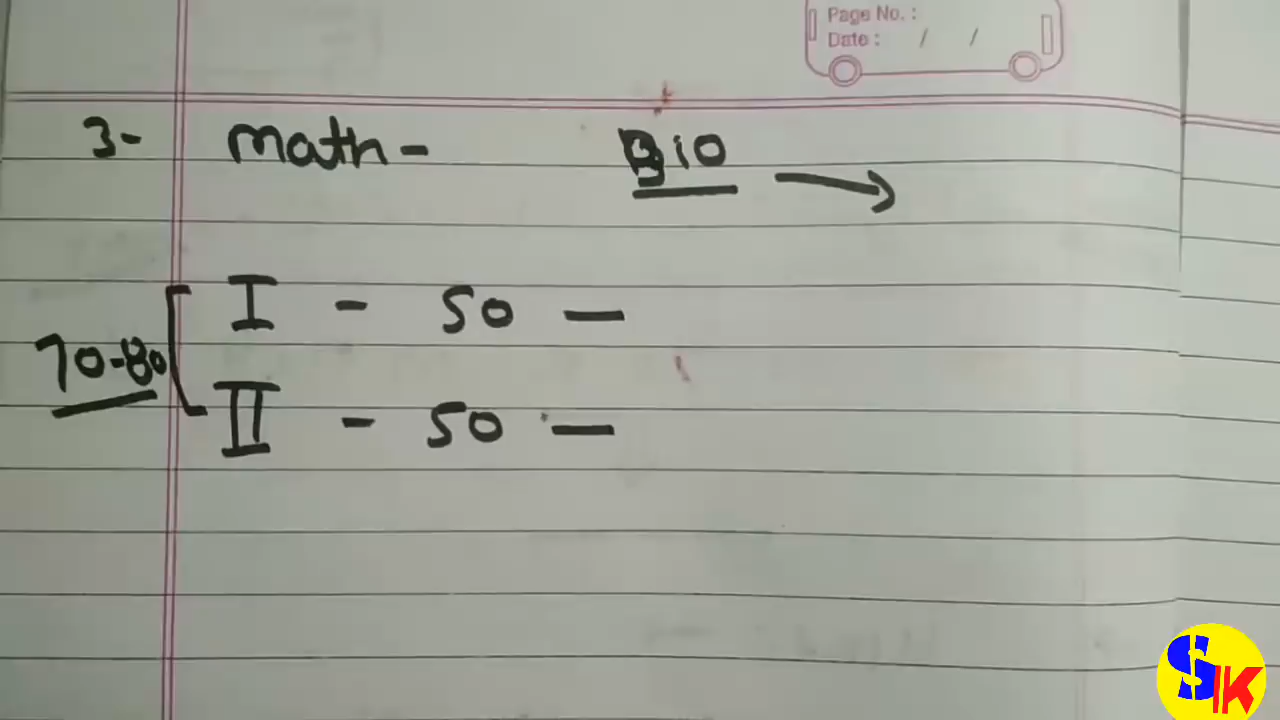 Page No. :
Date : / /
3- math- Bio →
I - 50 -
70-80
II - 50 -
SK